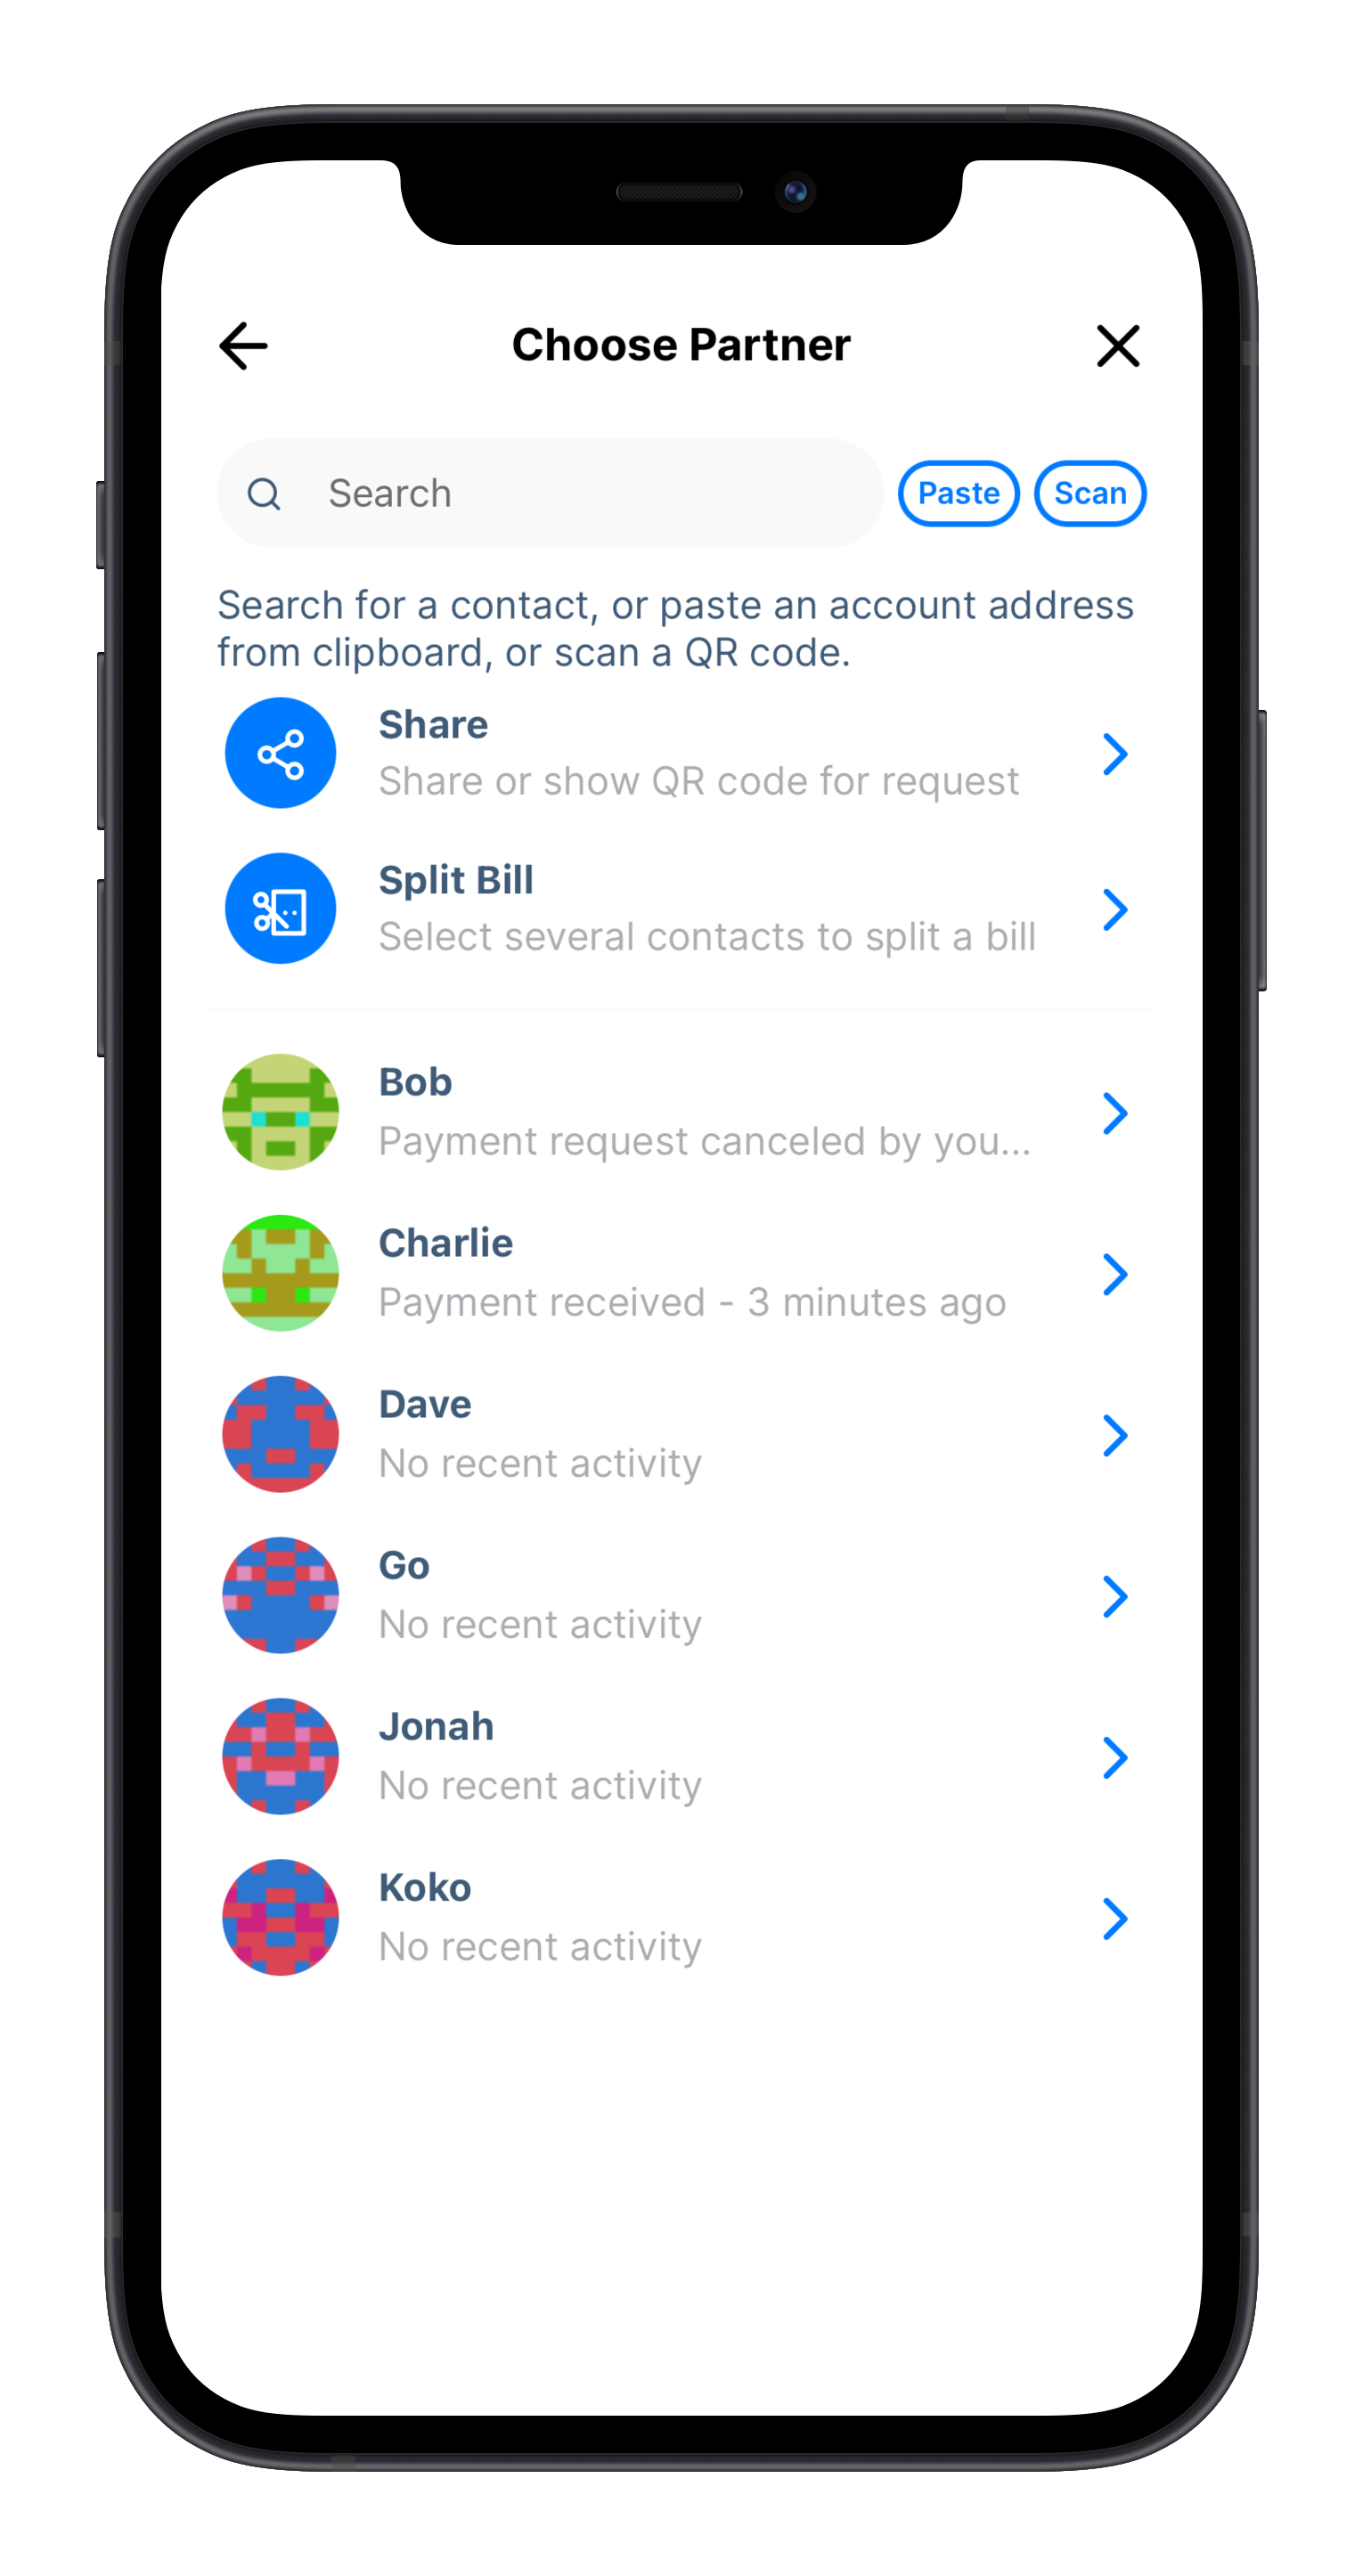 Choose Partner
Search
Paste
Scan
Search for a contact, or paste an account address
from clipboard, or scan a QR code.
Share
Share or show QR code for request
Split Bill
Select several contacts to split a bill
Bob
Payment request canceled by you...
Charlie
Payment received - 3 minutes ago
Dave
No recent activity
Go
No recent activity
Jonah
No recent activity
Koko
No recent activity